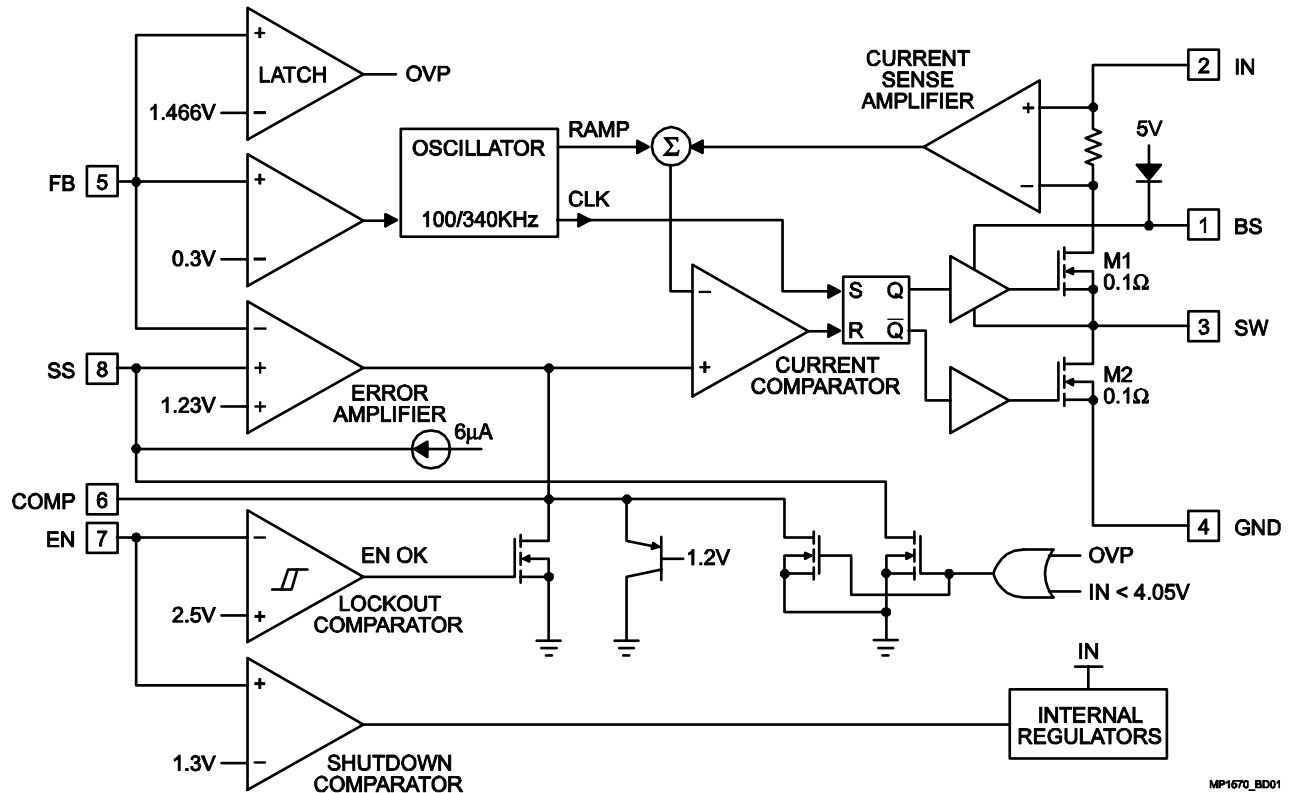 +
LATCH
OVP
1.466V
−
FB
5
+
0.3V
−
OSCILLATOR
100/340KHz
RAMP
CLK
Σ
CURRENT
SENSE
AMPLIFIER
+
−
2
IN
5V
1
BS
M1
0.1Ω
3
SW
M2
0.1Ω
4
GND
−
+
CURRENT
COMPARATOR
S
Q
R
Q̅
SS
8
−
+
1.23V
+
ERROR
AMPLIFIER
6µA
COMP
6
EN
7
−
EN OK
2.5V
+
LOCKOUT
COMPARATOR
1.2V
OVP
IN < 4.05V
+
1.3V
−
SHUTDOWN
COMPARATOR
IN
INTERNAL
REGULATORS
MP1570_BD01